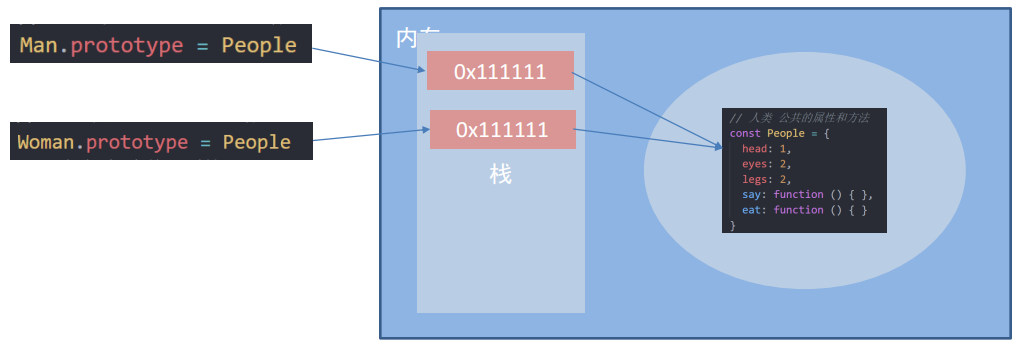 Man.prototype = People
Woman.prototype = People
内存
0x111111
0x111111
栈
// 人类 公共的属性和方法
const People = {
  head: 1,
  eyes: 2,
  legs: 2,
  say: function () { },
  eat: function () { }
}